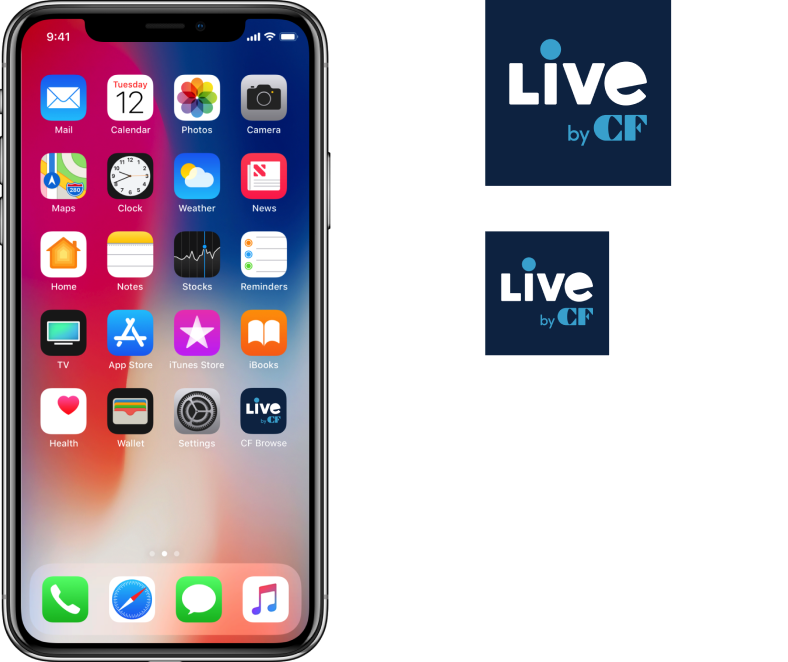 9:41
Tuesday
12
Mail
Calendar
Photos
Camera
280
Maps
Clock
Weather
News
Home
Notes
Stocks
Reminders
TV
App Store
iTunes Store
iBooks
Live
by CF
Health
Wallet
Settings
CF Browse
Live
by CF
Live
by CF